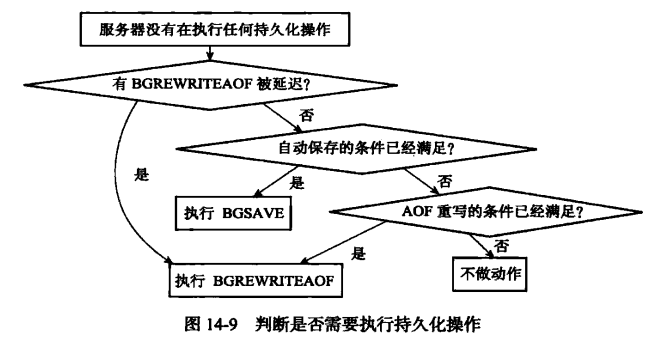 服务器没有在执行任何持久化操作
有 BGREWRITEAOF 被延迟?
否
自动保存的条件已经满足?
是
是
否
执行 BGSAVE
AOF 重写的条件已经满足?
是
否
执行 BGREWRITEAOF
不做动作
图 14-9 判断是否需要执行持久化操作